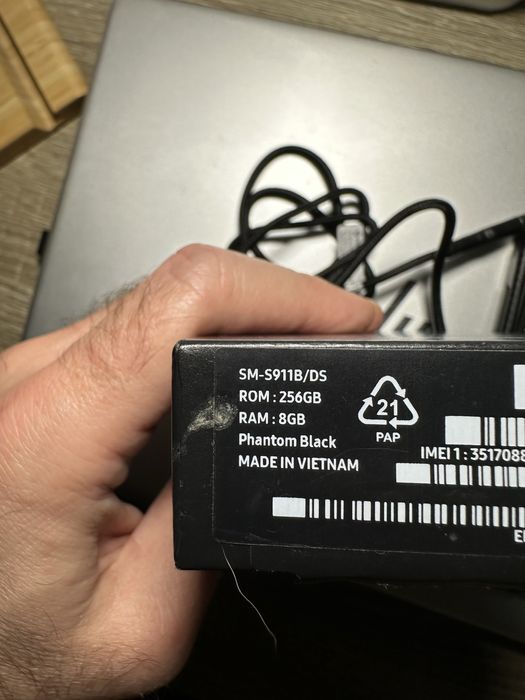 SM-S911B/DS
ROM : 256GB
RAM : 8GB
Phantom Black
MADE IN VIETNAM
21
PAP
IMEI 1 : 3517088